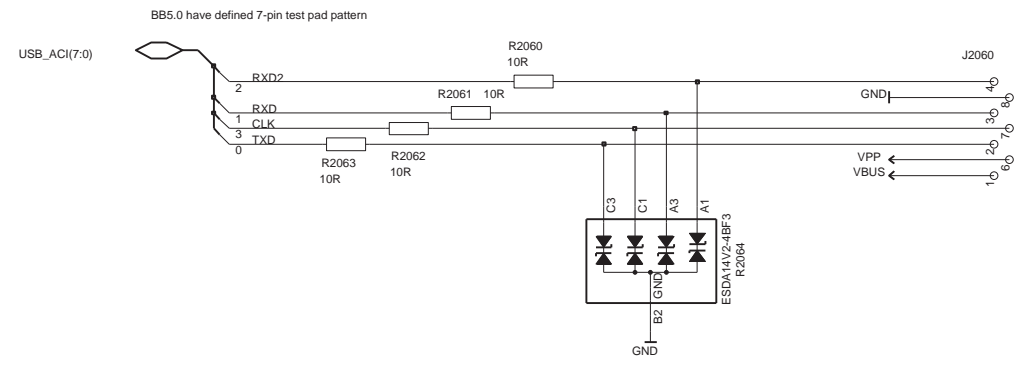 BB5.0 have defined 7-pin test pad pattern
USB_ACI(7:0)
R2060
10R
J2060
RXD2
2
4
R2061 10R
GND
8
RXD
1
3
CLK
3
7
TXD
0
2
R2063
10R
R2062
10R
VPP
6
VBUS
1
C3
C1
A3
A1
ESDA14V2-4BF3
R2064
GND
B2
GND